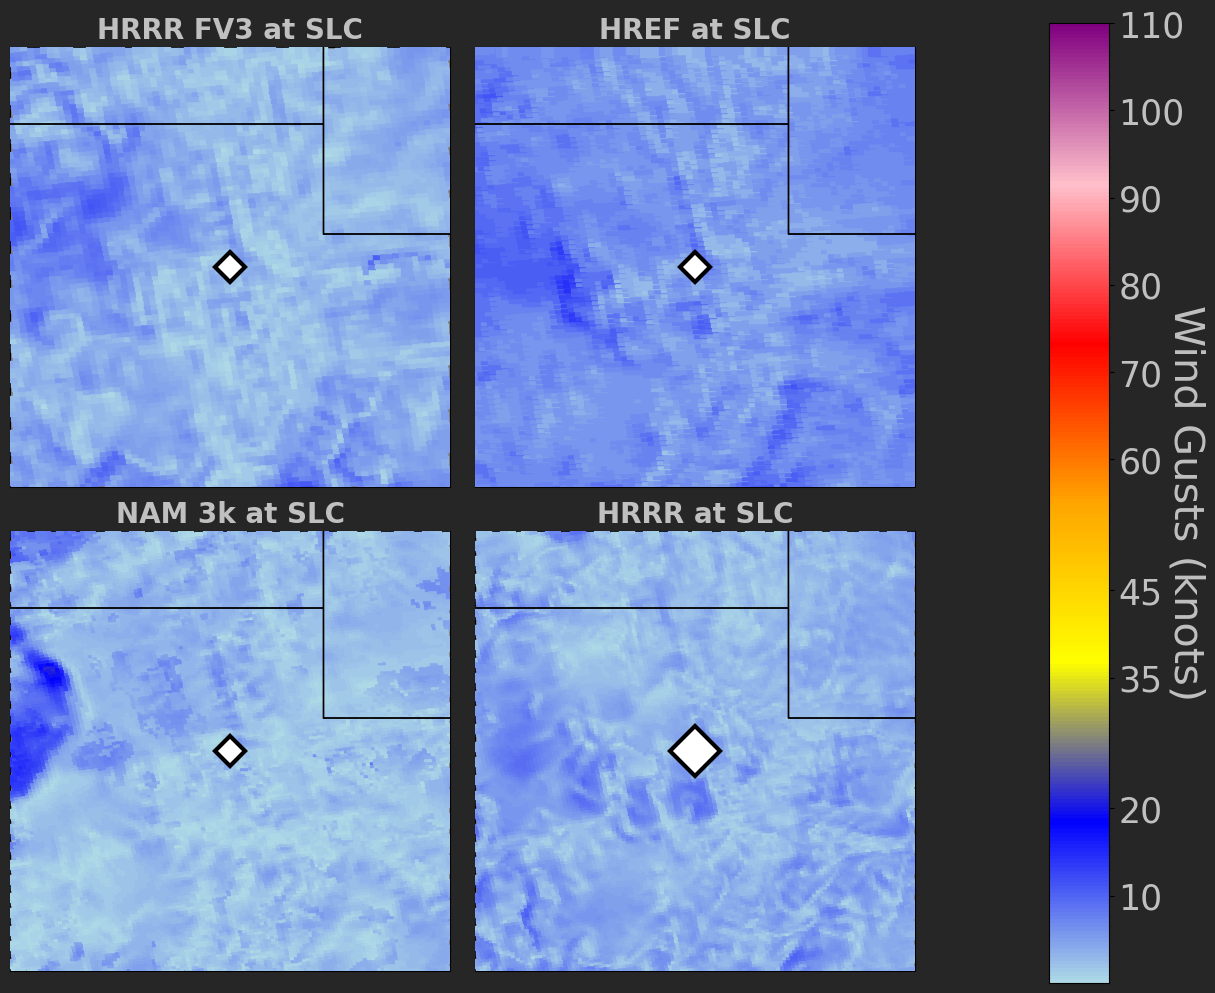 HRRR FV3 at SLC
HREF at SLC
NAM 3k at SLC
HRRR at SLC
110
100
90
80
70
60
45
35
20
10
Wind Gusts (knots)